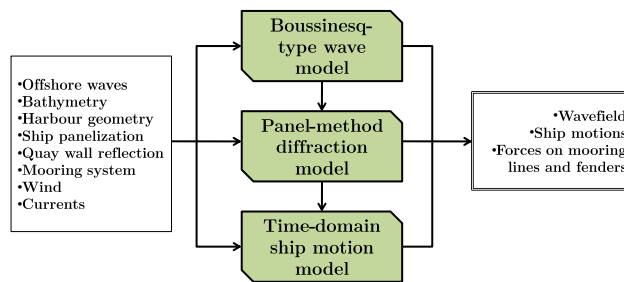 •Offshore waves
•Bathymetry
•Harbour geometry
•Ship panelization
•Quay wall reflection
•Mooring system
•Wind
•Currents
Boussinesq-
type wave
model
Panel-method
diffraction
model
Time-domain
ship motion
model
•Wavefield
•Ship motions
•Forces on mooring
lines and fenders